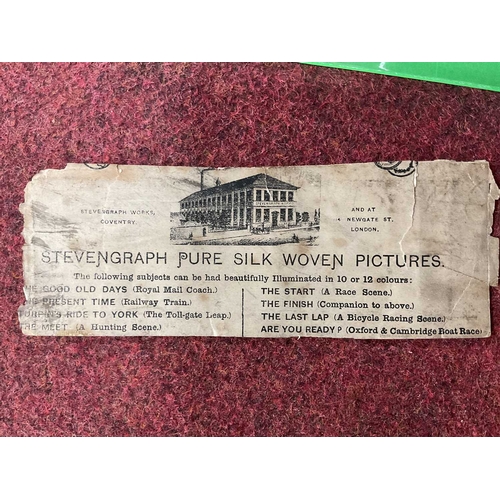 STEVENGRAPH WORKS,
COVENTRY.
AND AT
NEWGATE ST,
LONDON.
STEVENGRAPH PURE SILK WOVEN PICTURES.
The following subjects can be had beautifully Illuminated in 10 or 12 colours:
HE GOOD OLD DAYS (Royal Mail Coach.)
PRESENT TIME (Railway Train.)
TURPIN'S RIDE TO YORK (The Toll-gate Leap.)
THE MEET (A Hunting Scene.)
THE START (A Race Scene.)
THE FINISH (Companion to above.)
THE LAST LAP (A Bicycle Racing Scene.)
ARE YOU READY? (Oxford & Cambridge Boat Race)